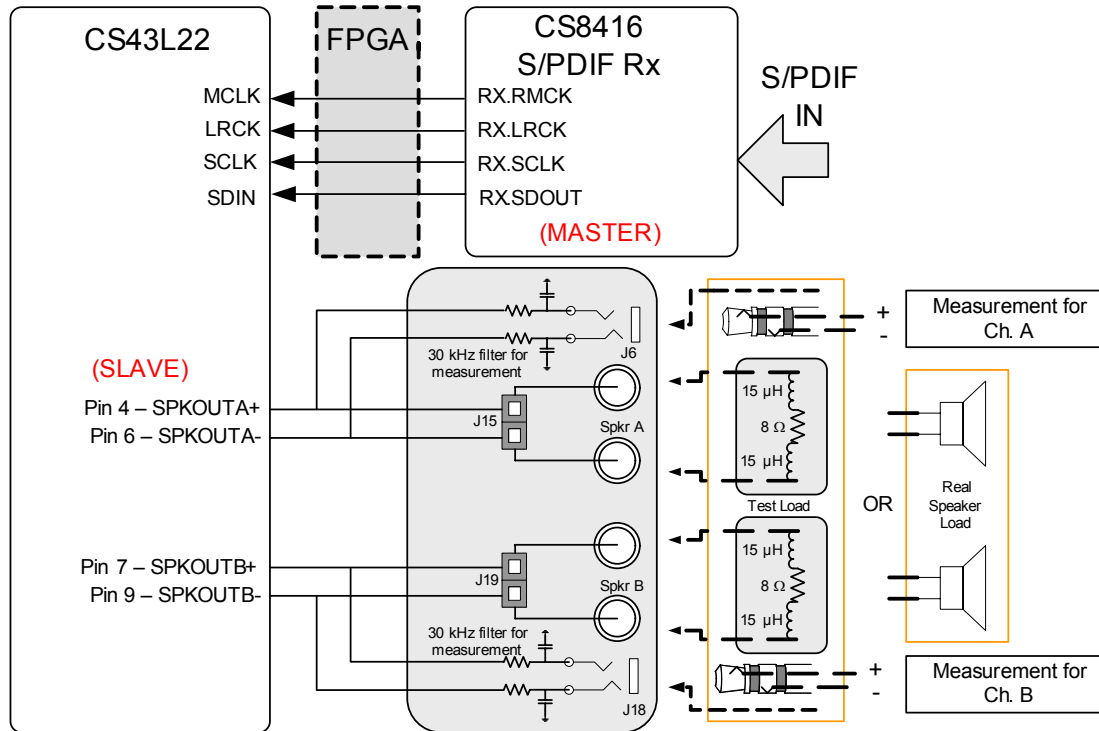 CS43L22
FPGA
CS8416
S/PDIF Rx
S/PDIF
IN
MCLK
LRCK
SCLK
SDIN
RX.RMCK
RX.LRCK
RX.SCLK
RX.SDOUT
(MASTER)
(SLAVE)
Pin 4 – SPKOUTA+
Pin 6 – SPKOUTA-
Pin 7 – SPKOUTB+
Pin 9 – SPKOUTB-
J6
30 kHz filter for
measurement
J15
Spkr A
J19
Spkr B
30 kHz filter for
measurement
J18
+
-
Measurement for
Ch. A
15 µH
8 Ω
15 µH
Test Load
15 µH
8 Ω
15 µH
OR
Real
Speaker
Load
+
-
Measurement for
Ch. B